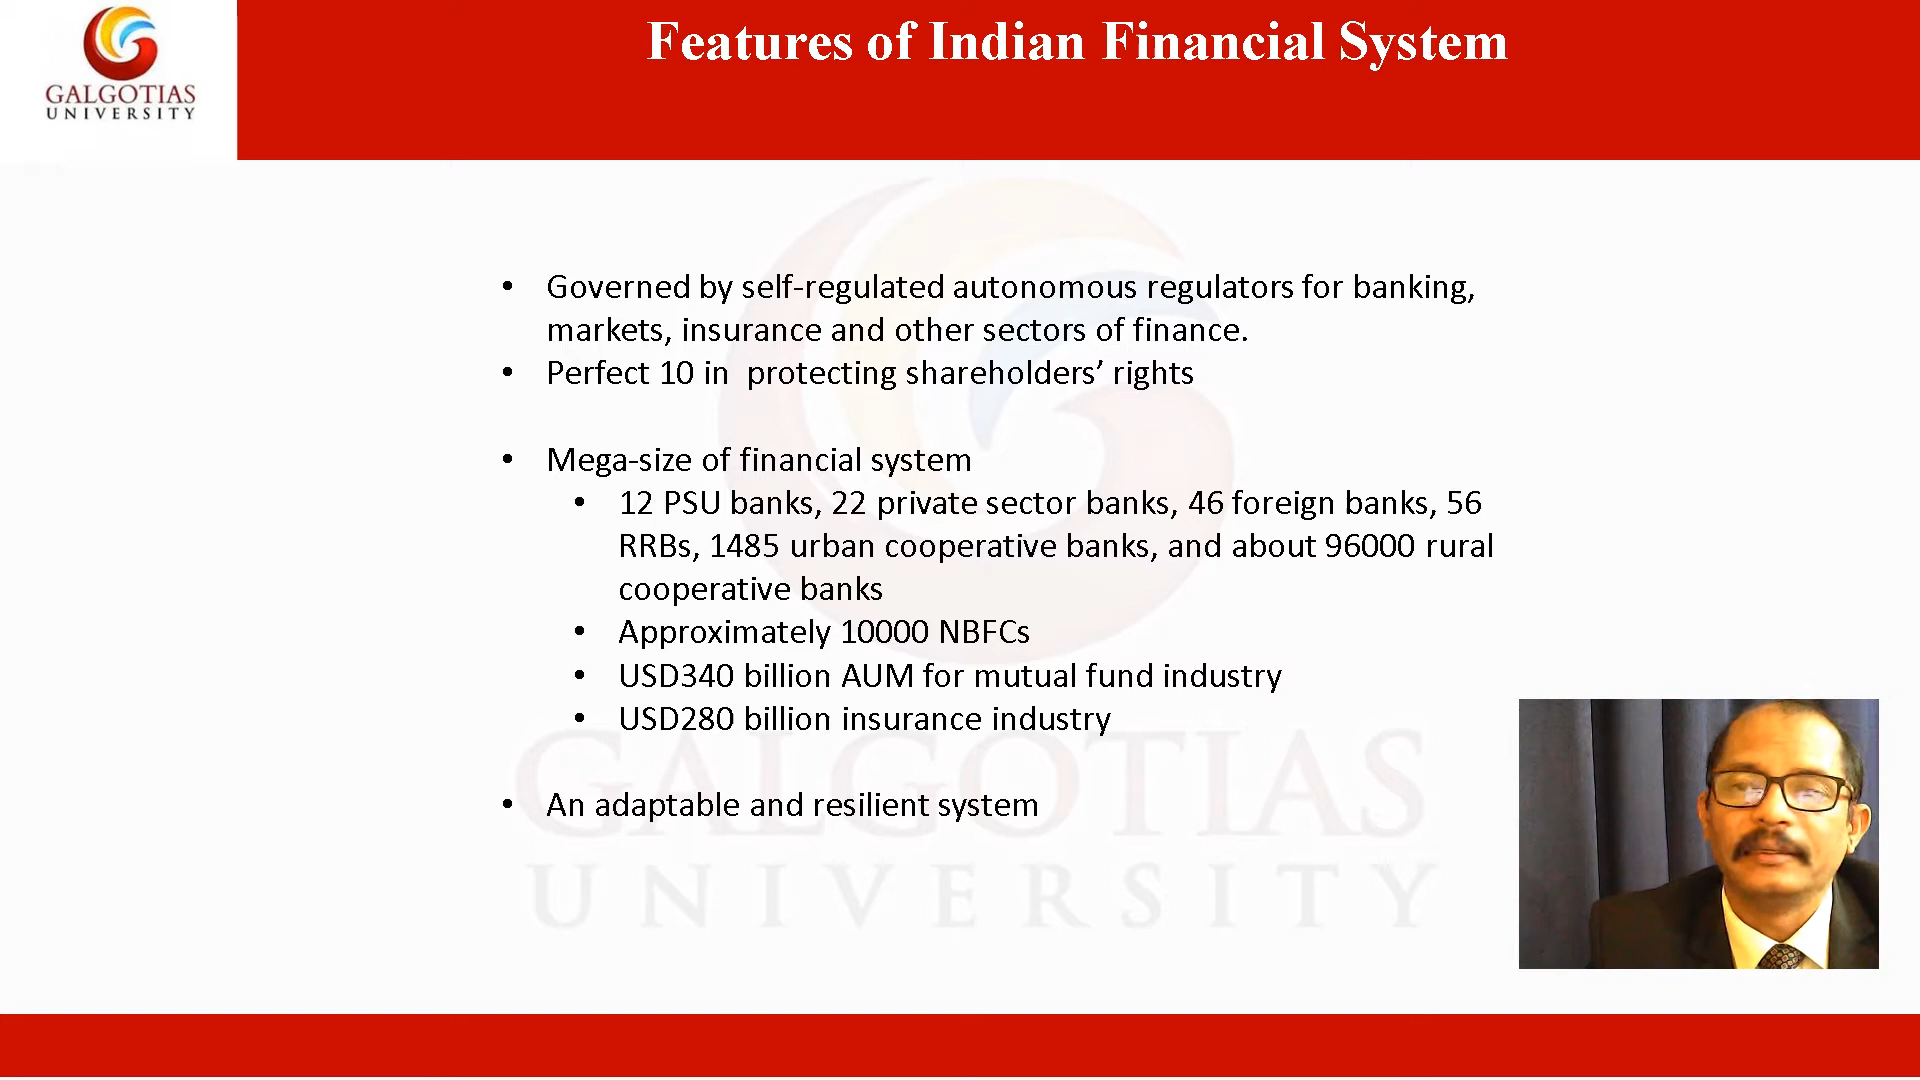 GALGOTIAS
UNIVERSITY
Features of Indian Financial System
• Governed by self-regulated autonomous regulators for banking,
markets, insurance and other sectors of finance.
• Perfect 10 in  protecting shareholders’ rights
• Mega-size of financial system
• 12 PSU banks, 22 private sector banks, 46 foreign banks, 56
RRBs, 1485 urban cooperative banks, and about 96000 rural
cooperative banks
• Approximately 10000 NBFCs
• USD340 billion AUM for mutual fund industry
• USD280 billion insurance industry
• An adaptable and resilient system
GALGOTIAS
UNIVERSITY